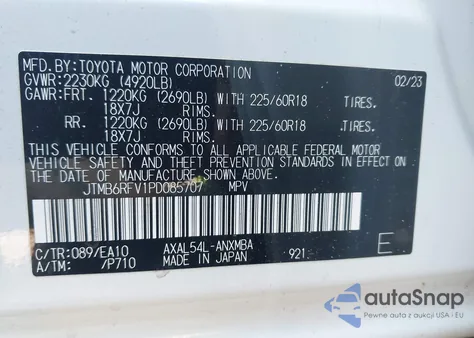 MFD.BY:TOYOTA MOTOR CORPORATION 02/23
GVWR:2230KG (4920LB)
GAWR:FRT. 1220KG (2690LB) WITH 225/60R18 TIRES.
18X7J RIMS.
RR. 1220KG (2690LB) WITH 225/60R18 TIRES.
18X7J RIMS.
THIS VEHICLE CONFORMS TO ALL APPLICABLE FEDERAL MOTOR
VEHICLE SAFETY AND THEFT PREVENTION STANDARDS IN EFFECT ON
THE DATE OF MANUFACTURE SHOWN ABOVE.
JTMB6RFV1PD085707 MPV
C/TR:089/EA10 AXAL54L-ANXMBA
A/TM: /P710 MADE IN JAPAN 921 E
autoSnap
Pewne auta z aukcji USA i EU